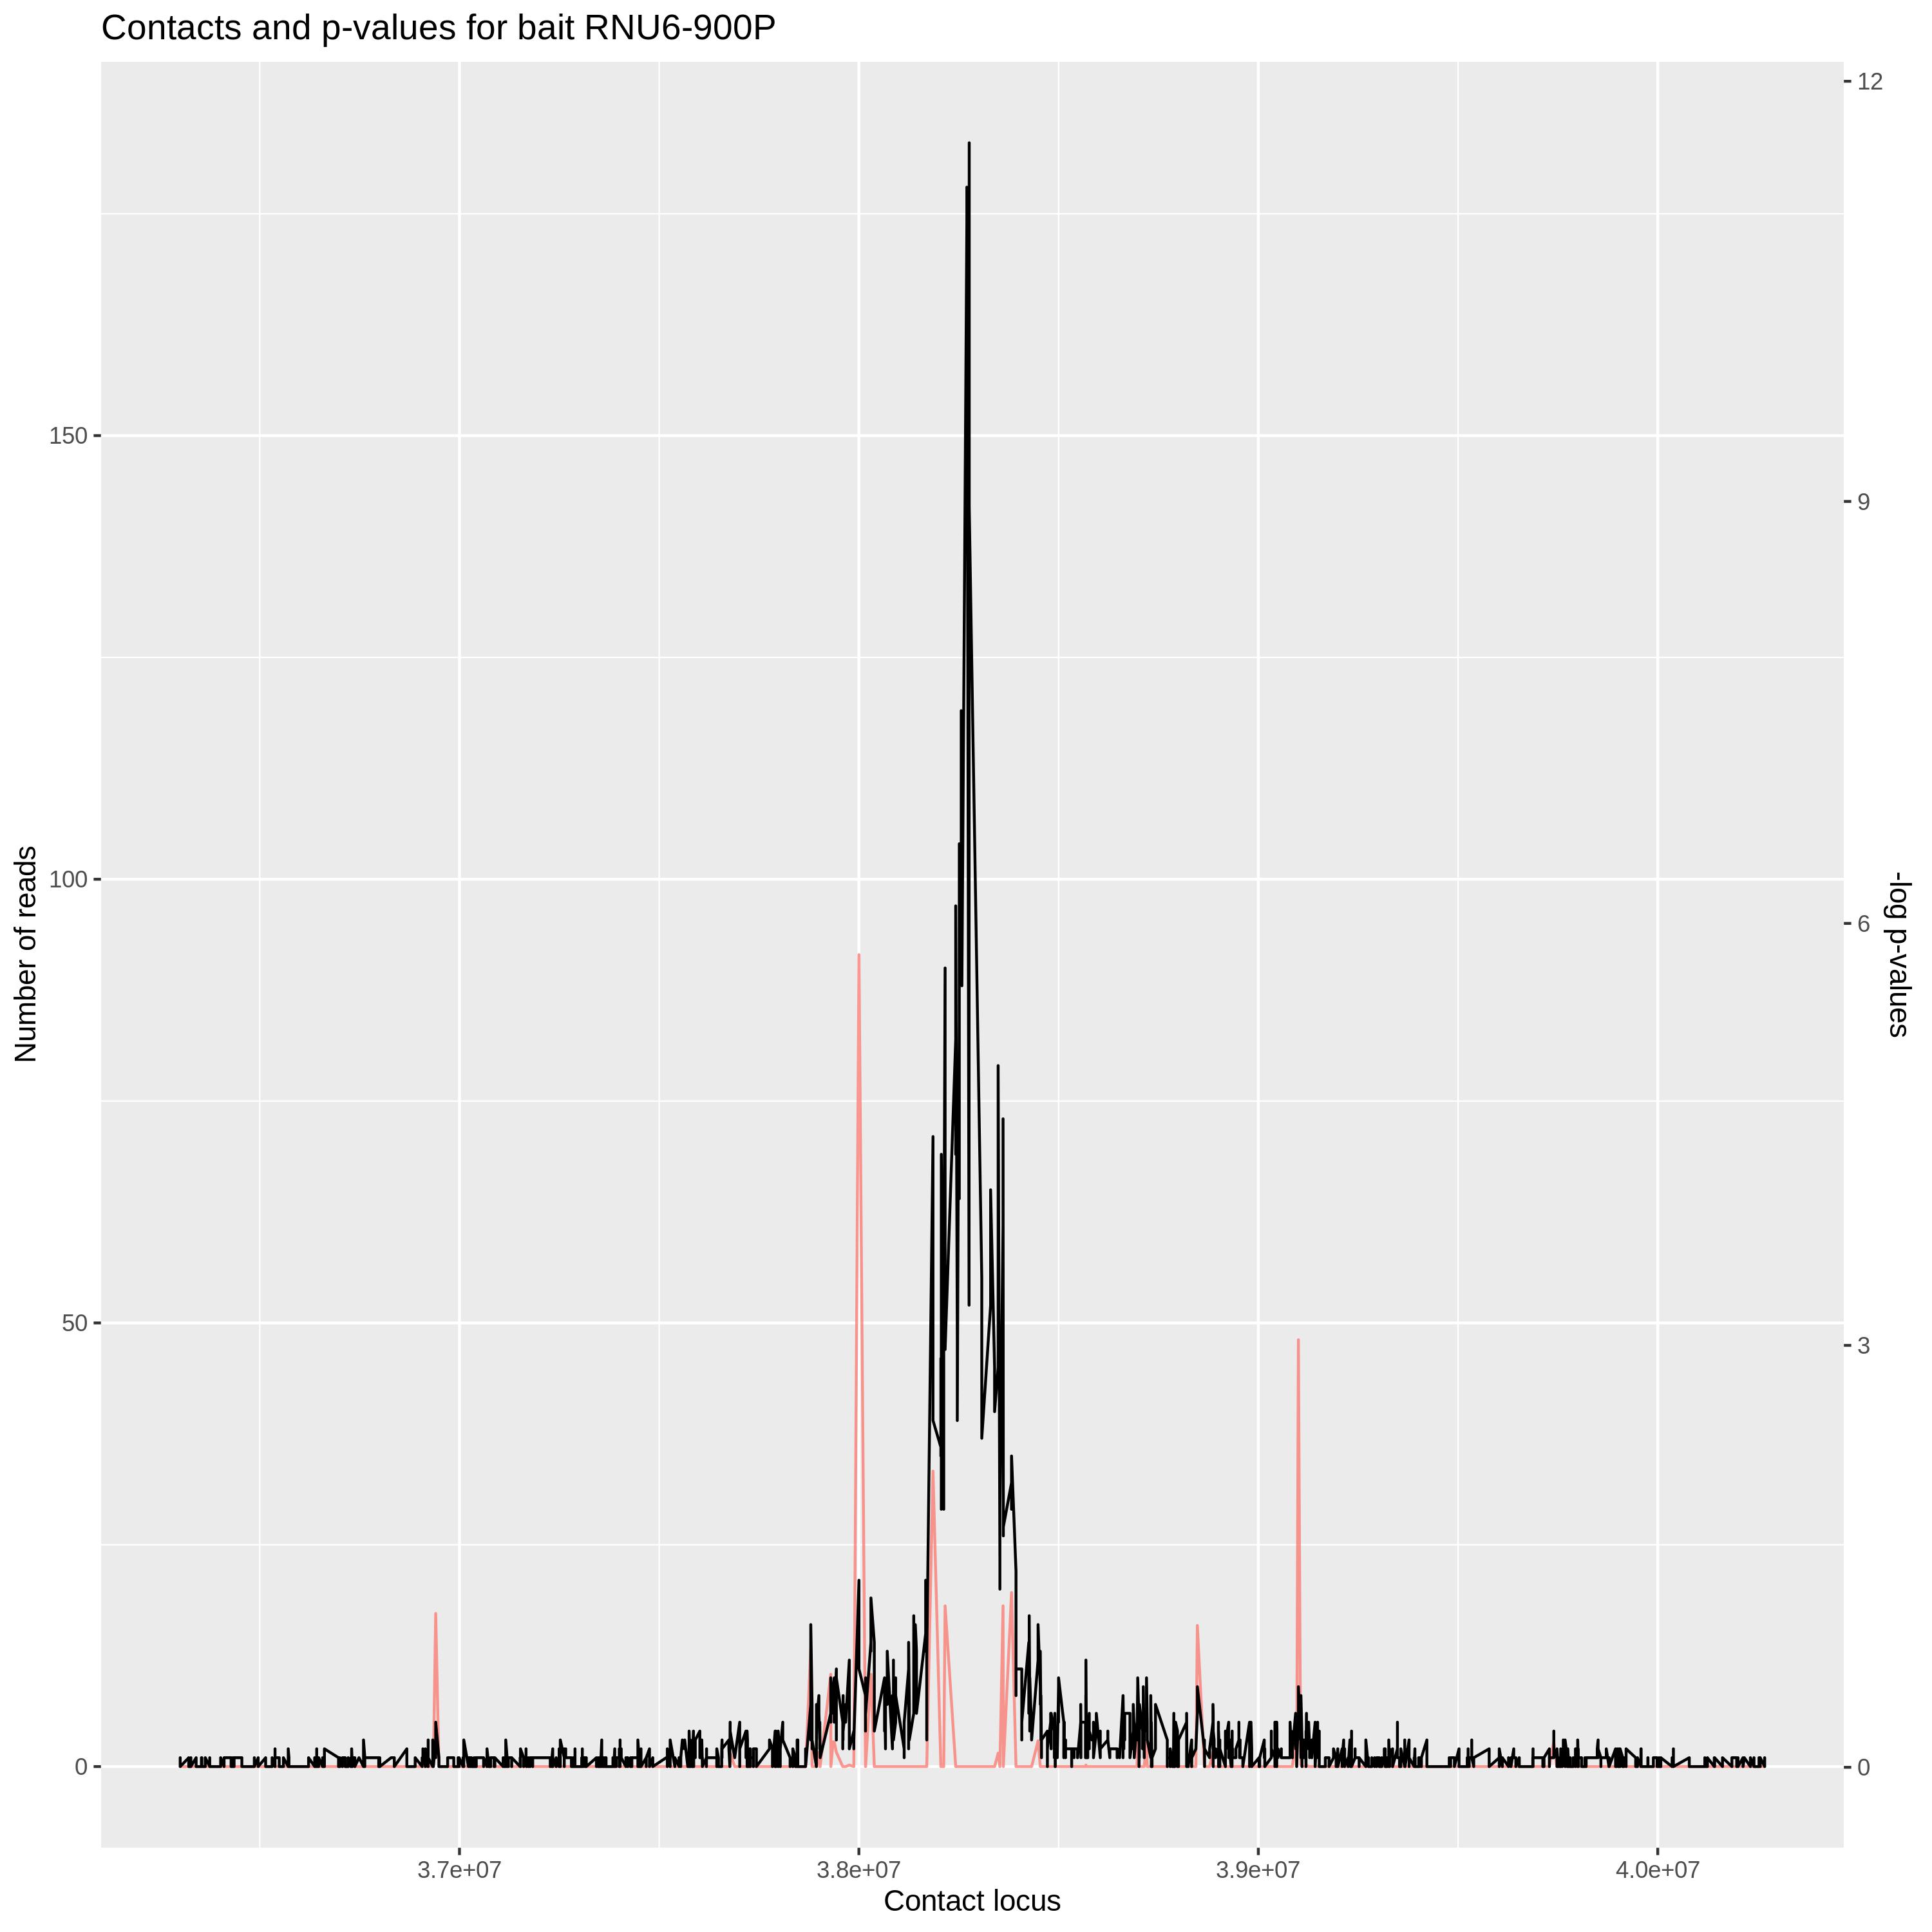 Contacts and p-values for bait RNU6-900P
Number of reads
150
100
50
0
12
9
6
3
0
-log p-values
3.7e+07
3.8e+07
3.9e+07
4.0e+07
Contact locus